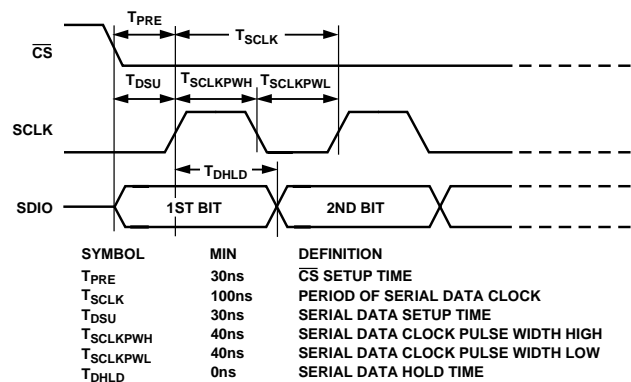 TPRE
TSCLK
CS
TDSU TSCLKPWH TSCLKPWL
SCLK
TDHLD
SDIO 1ST BIT 2ND BIT
SYMBOL MIN DEFINITION
TPRE 30ns CS SETUP TIME
TSCLK 100ns PERIOD OF SERIAL DATA CLOCK
TDSU 30ns SERIAL DATA SETUP TIME
TSCLKPWH 40ns SERIAL DATA CLOCK PULSE WIDTH HIGH
TSCLKPWL 40ns SERIAL DATA CLOCK PULSE WIDTH LOW
TDHLD 0ns SERIAL DATA HOLD TIME